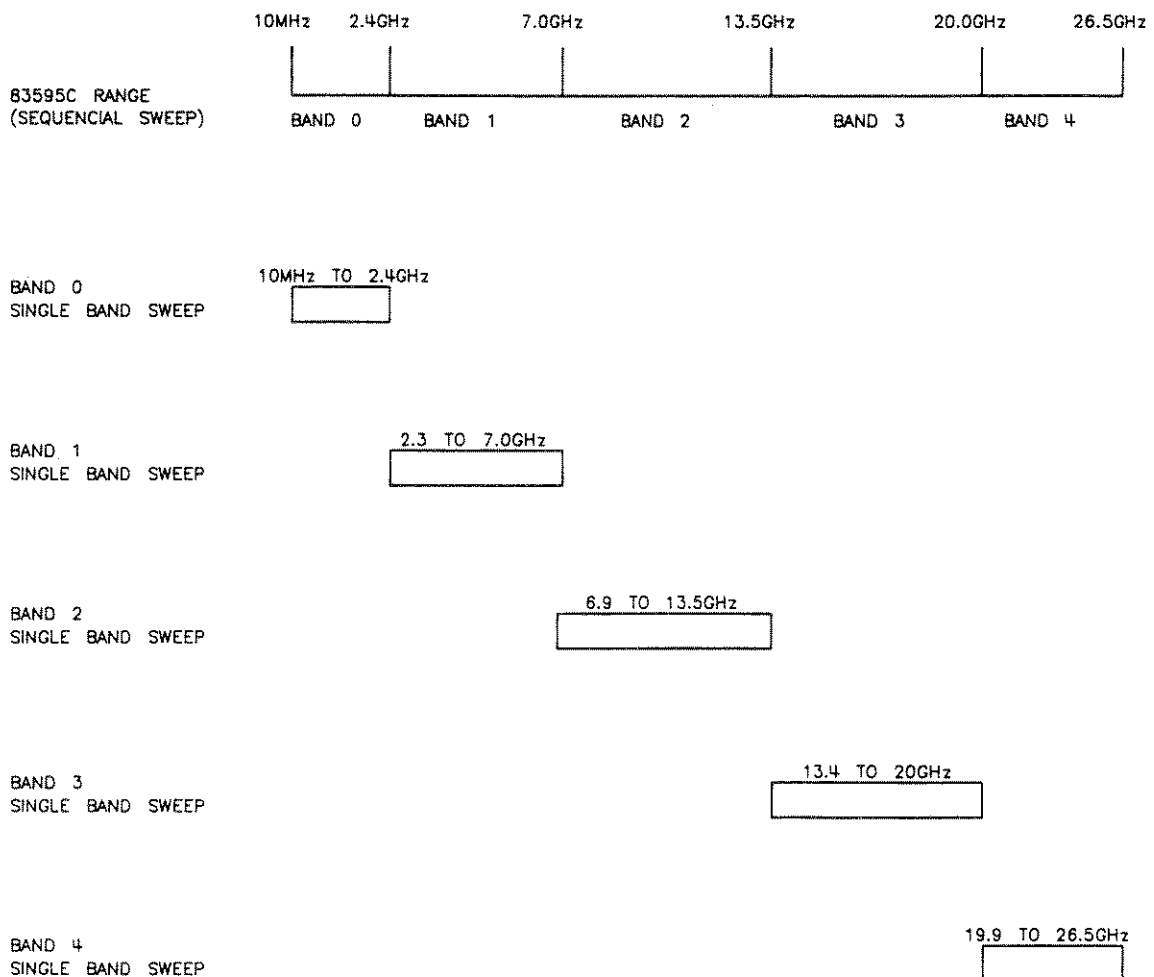 10MHz 2.4GHz 7.0GHz 13.5GHz 20.0GHz 26.5GHz
83595C RANGE
(SEQUENCIAL SWEEP)
BAND 0 BAND 1 BAND 2 BAND 3 BAND 4
10MHz TO 2.4GHz
BAND 0
SINGLE BAND SWEEP
2.3 TO 7.0GHz
BAND 1
SINGLE BAND SWEEP
6.9 TO 13.5GHz
BAND 2
SINGLE BAND SWEEP
13.4 TO 20GHz
BAND 3
SINGLE BAND SWEEP
19.9 TO 26.5GHz
BAND 4
SINGLE BAND SWEEP